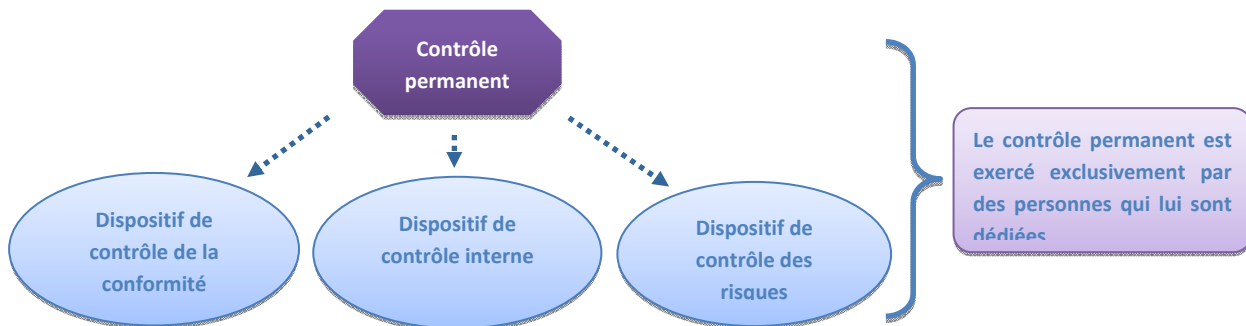 Contrôle
permanent
Le contrôle permanent est
exercé exclusivement par
des personnes qui lui sont
dédiées
Dispositif de
contrôle de la
conformité
Dispositif de
contrôle interne
Dispositif de
contrôle des
risques